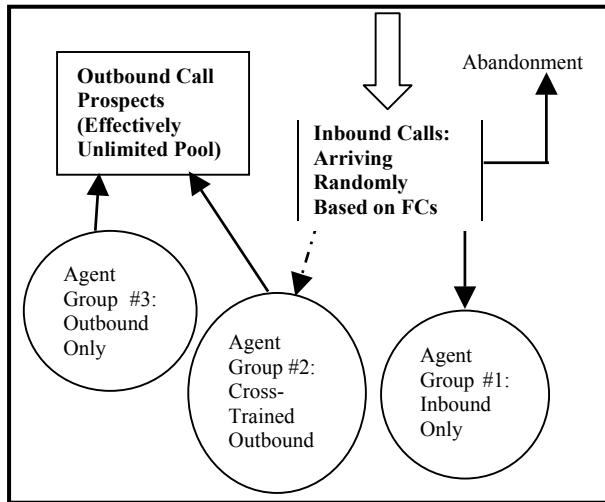 Outbound Call
Prospects
(Effectively
Unlimited Pool)
Abandonment
Inbound Calls:
Arriving
Randomly
Based on FCs
Agent
Group #3:
Outbound
Only
Agent
Group #2:
Cross-
Trained
Outbound
Agent
Group #1:
Inbound
Only